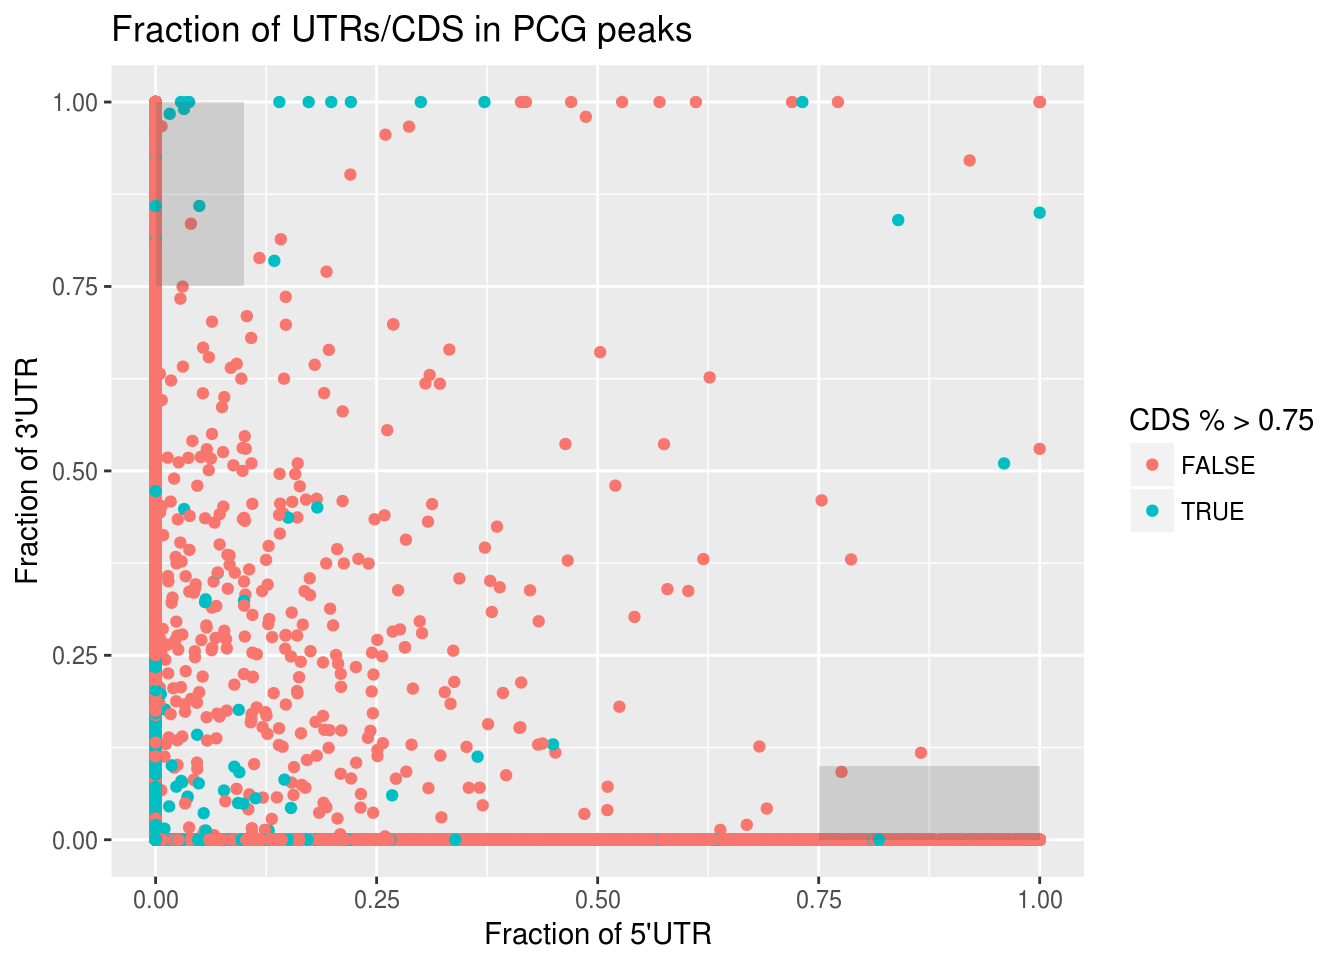 Fraction of UTRs/CDS in PCG peaks
1.00
0.75
0.50
0.25
0.00
Fraction of 3'UTR
0.00 0.25 0.50 0.75 1.00
Fraction of 5'UTR
CDS % > 0.75
FALSE
TRUE